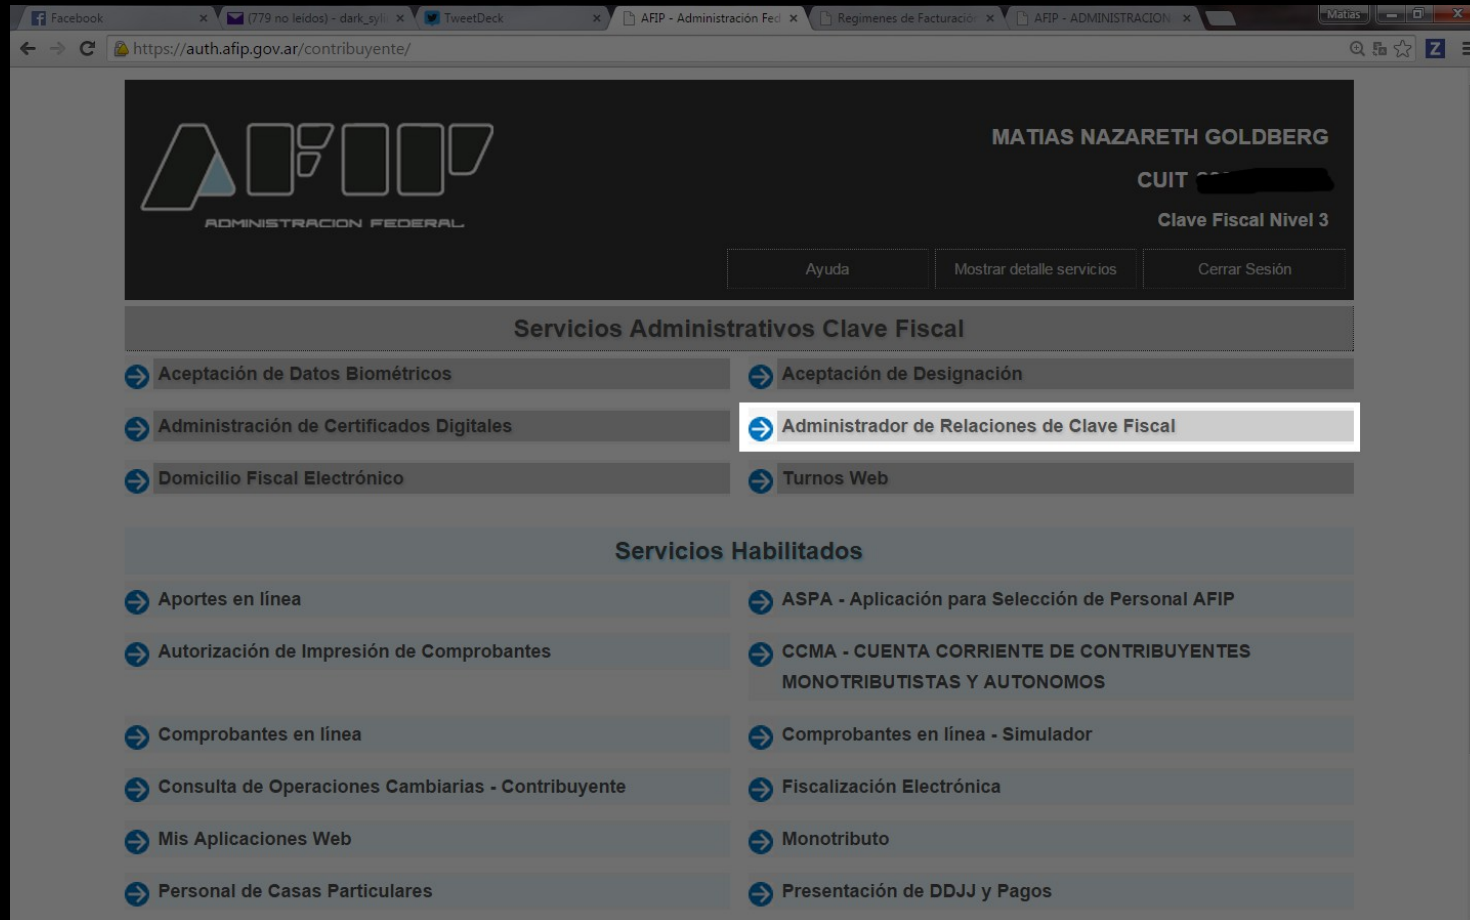 Facebook
(779 no leídos) - dark_syli
TweetDeck
AFIP - Administración Fed
Regímenes de Facturació
AFIP - ADMINISTRACION
Matias
https://auth.afip.gov.ar/contribuyente/
Z
AFIP
ADMINISTRACION FEDERAL
MATIAS NAZARETH GOLDBERG
CUIT
Clave Fiscal Nivel 3
Ayuda
Mostrar detalle servicios
Cerrar Sesión
Servicios Administrativos Clave Fiscal
Aceptación de Datos Biométricos
Aceptación de Designación
Administración de Certificados Digitales
Administrador de Relaciones de Clave Fiscal
Domicilio Fiscal Electrónico
Turnos Web
Servicios Habilitados
Aportes en línea
ASPA - Aplicación para Selección de Personal AFIP
Autorización de Impresión de Comprobantes
CCMA - CUENTA CORRIENTE DE CONTRIBUYENTES
MONOTRIBUTISTAS Y AUTONOMOS
Comprobantes en línea
Comprobantes en línea - Simulador
Consulta de Operaciones Cambiarias - Contribuyente
Fiscalización Electrónica
Mis Aplicaciones Web
Monotributo
Personal de Casas Particulares
Presentación de DDJJ y Pagos